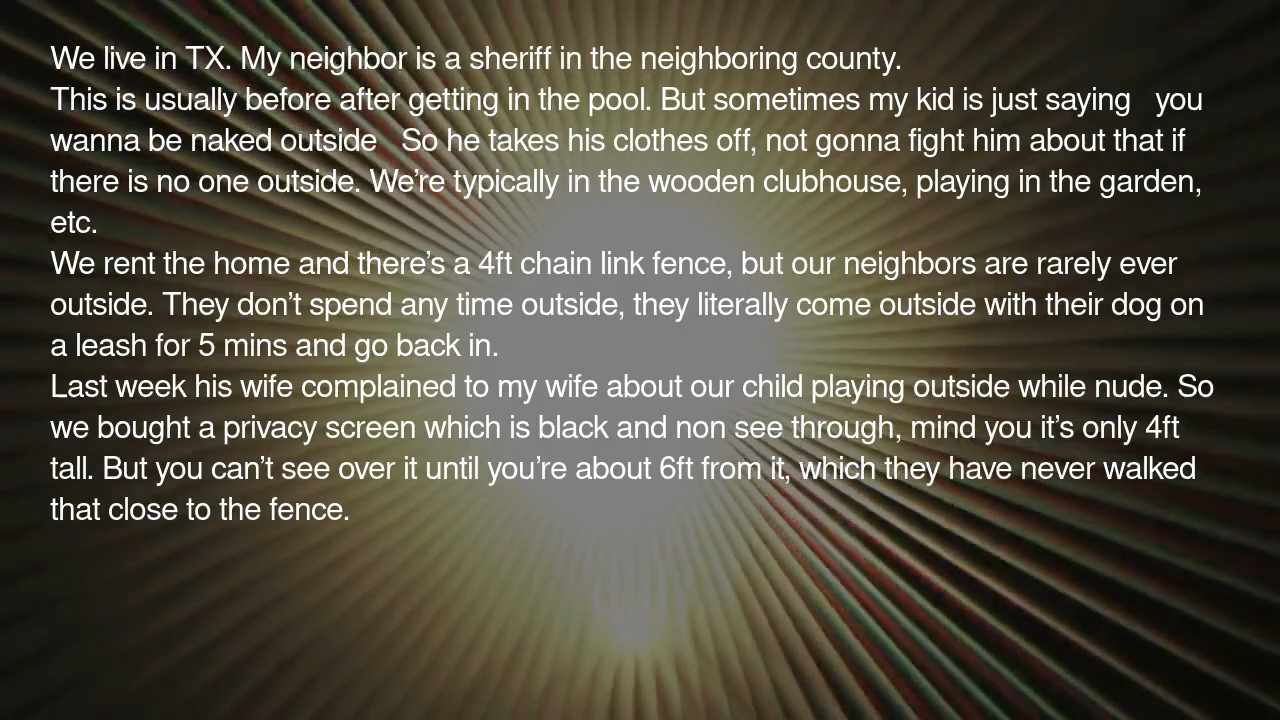 We live in TX. My neighbor is a sheriff in the neighboring county.
This is usually before after getting in the pool. But sometimes my kid is just saying   you
wanna be naked outside   So he takes his clothes off, not gonna fight him about that if
there is no one outside. We’re typically in the wooden clubhouse, playing in the garden,
etc.
We rent the home and there’s a 4ft chain link fence, but our neighbors are rarely ever
outside. They don’t spend any time outside, they literally come outside with their dog on
a leash for 5 mins and go back in.
Last week his wife complained to my wife about our child playing outside while nude. So
we bought a privacy screen which is black and non see through, mind you it’s only 4ft
tall. But you can’t see over it until you’re about 6ft from it, which they have never walked
that close to the fence.